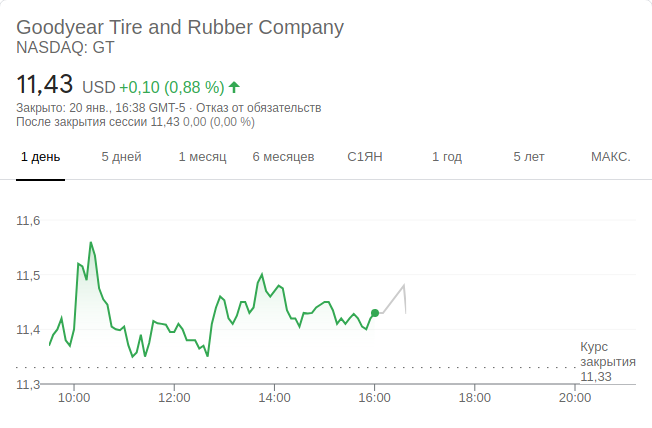 Goodyear Tire and Rubber Company
NASDAQ: GT
11,43 USD +0,10 (0,88 %)
Закрыто: 20 янв., 16:38 GMT-5 · Отказ от обязательств
После закрытия сессии 11,43 0,00 (0,00 %)
1 день 5 дней 1 месяц 6 месяцев С1ЯН 1 год 5 лет МАКС.
11,6
11,5
11,4
Курс
закрытия
11,33
11,3
10:00 12:00 14:00 16:00 18:00 20:00